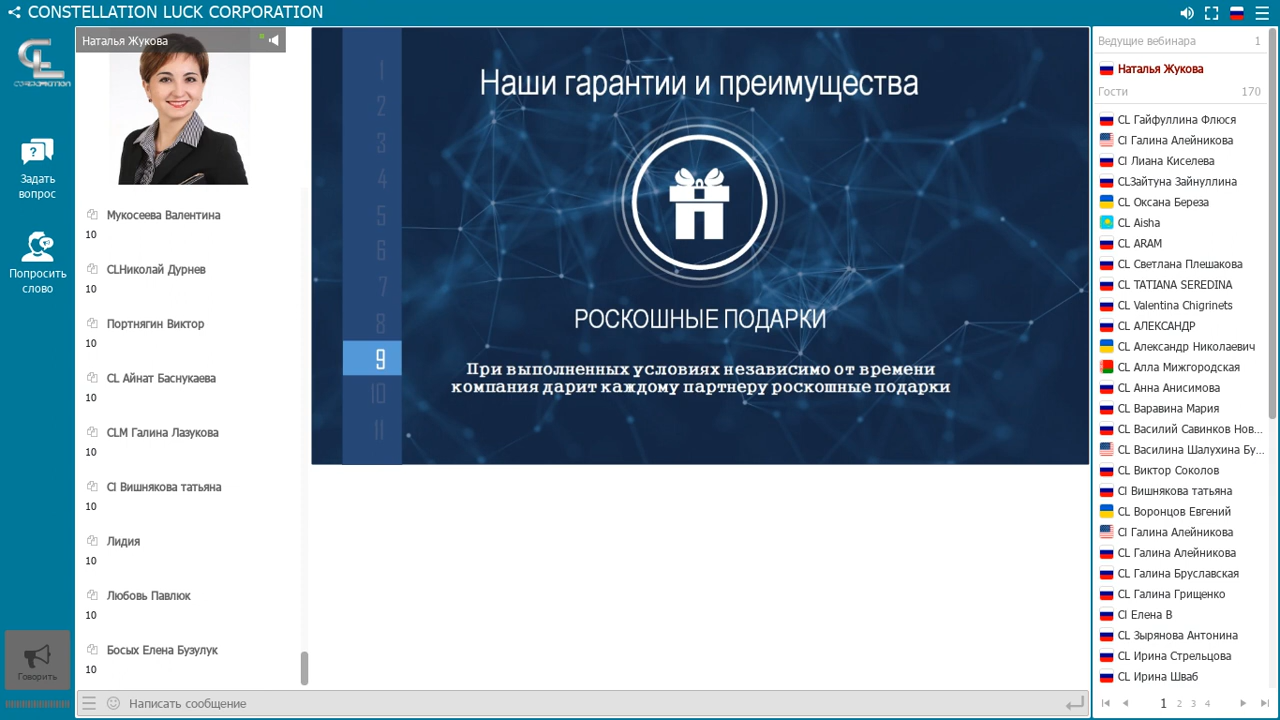 CONSTELLATION LUCK CORPORATION
CL
CORPORATION
Задать
вопрос
Попросить
слово
Говорить
Наталья Жукова
Мукосеева Валентина
10
CLНиколай Дурнев
10
Портнягин Виктор
10
CL Айнат Баснукаева
10
CLM Галина Лазукова
10
Cl Вишнякова татьяна
10
Лидия
10
Любовь Павлюк
10
Босых Елена Бузулук
10
Написать сообщение
Наши гарантии и преимущества
1
2
3
4
5
6
7
8
9
10
11
РОСКОШНЫЕ ПОДАРКИ
При выполненных условиях независимо от времени
компания дарит каждому партнеру роскошные подарки
Ведущие вебинара 1
Наталья Жукова
Гости 170
CL Гайфуллина Флюся
Cl Галина Алейникова
Cl Лиана Киселева
CLЗайтуна Зайнуллина
CL Оксана Береза
CL Aisha
CL ARAM
CL Светлана Плешакова
CL TATIANA SEREDINA
CL Valentina Chigrinets
CL АЛЕКСАНДР
CL Александр Николаевич
CL Алла Мижгородская
CL Анна Анисимова
CL Варавина Мария
CL Василий Савинков Нов...
CL Василина Шалухина Бу...
CL Виктор Соколов
Cl Вишнякова татьяна
CL Воронцов Евгений
Cl Галина Алейникова
CL Галина Алейникова
CL Галина Бруславская
CL Галина Грищенко
Cl Елена В
CL Зырянова Антонина
CL Ирина Стрельцова
CL Ирина Шваб
1 2 3 4